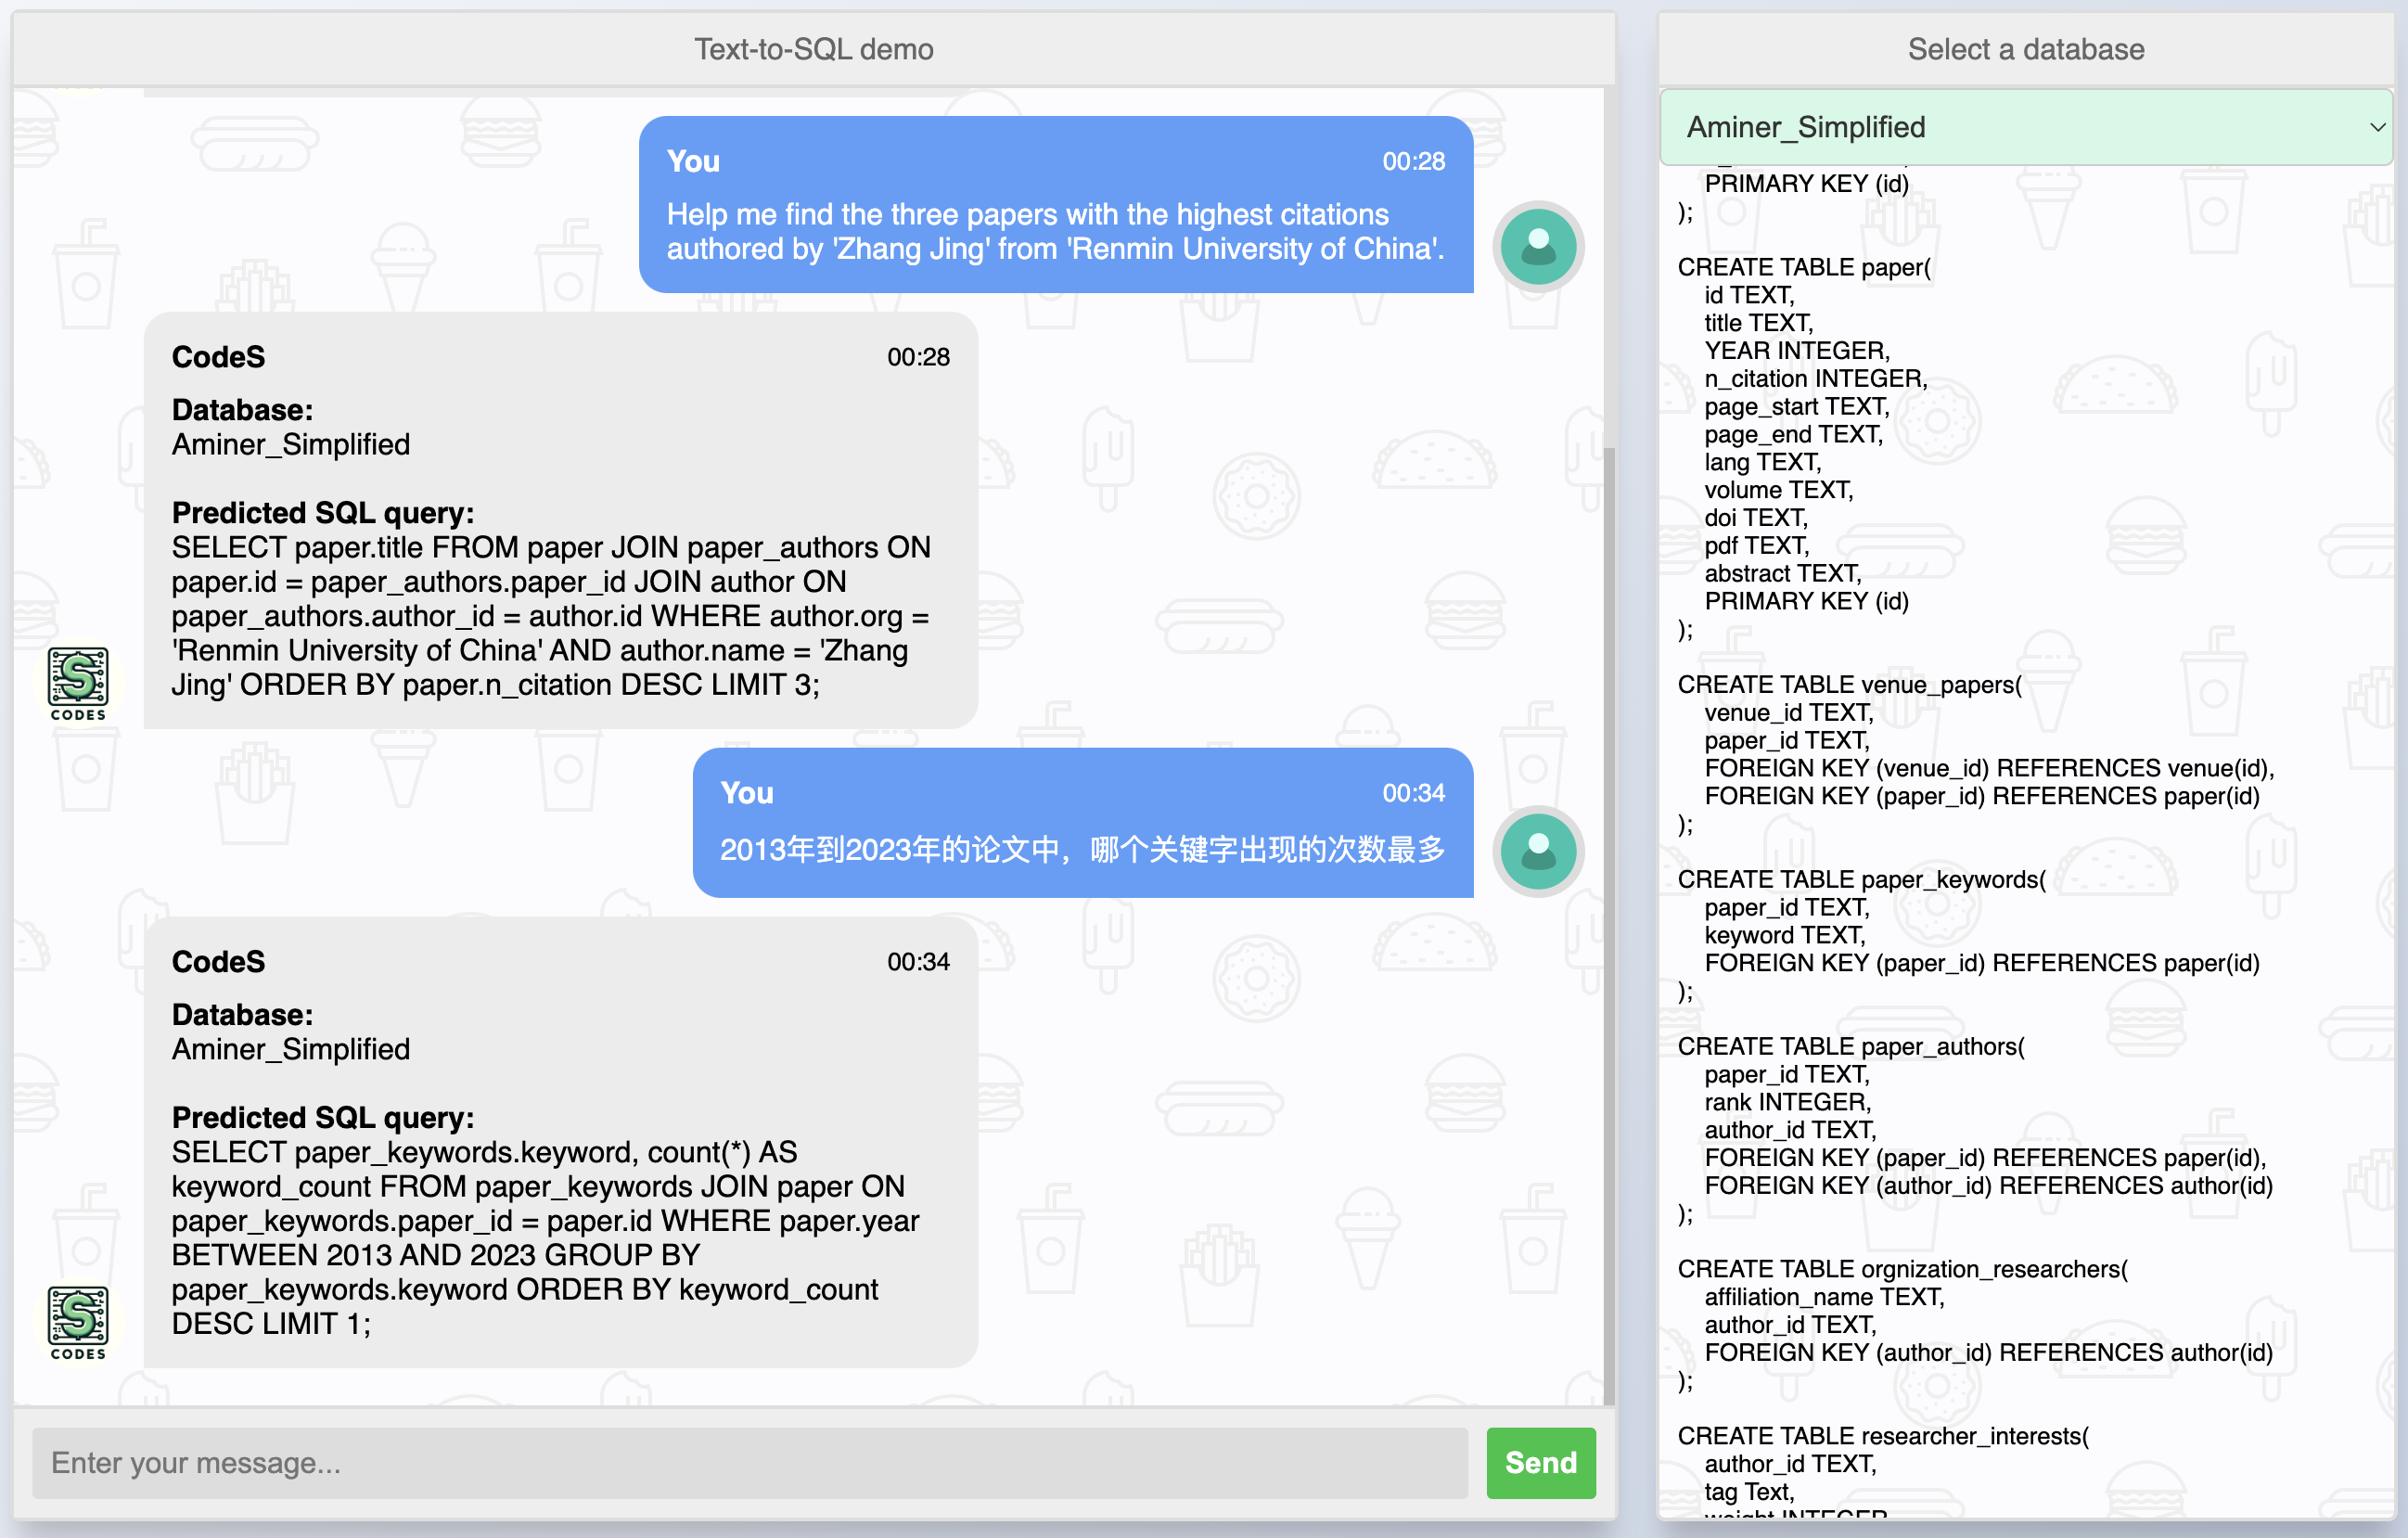 Text-to-SQL demo
You 00:28
Help me find the three papers with the highest citations
authored by 'Zhang Jing' from 'Renmin University of China'.
CodeS 00:28
Database:
Aminer_Simplified
Predicted SQL query:
SELECT paper.title FROM paper JOIN paper_authors ON
paper.id = paper_authors.paper_id JOIN author ON
paper_authors.author_id = author.id WHERE author.org =
'Renmin University of China' AND author.name = 'Zhang
Jing' ORDER BY paper.n_citation DESC LIMIT 3;
CODES
You 00:34
2013年到2023年的论文中，哪个关键字出现的次数最多
CodeS 00:34
Database:
Aminer_Simplified
Predicted SQL query:
SELECT paper_keywords.keyword, count(*) AS
keyword_count FROM paper_keywords JOIN paper ON
paper_keywords.paper_id = paper.id WHERE paper.year
BETWEEN 2013 AND 2023 GROUP BY
paper_keywords.keyword ORDER BY keyword_count
DESC LIMIT 1;
CODES
Enter your message...
Send
Select a database
Aminer_Simplified
PRIMARY KEY (id)
);
CREATE TABLE paper(
id TEXT,
title TEXT,
YEAR INTEGER,
n_citation INTEGER,
page_start TEXT,
page_end TEXT,
lang TEXT,
volume TEXT,
doi TEXT,
pdf TEXT,
abstract TEXT,
PRIMARY KEY (id)
);
CREATE TABLE venue_papers(
venue_id TEXT,
paper_id TEXT,
FOREIGN KEY (venue_id) REFERENCES venue(id),
FOREIGN KEY (paper_id) REFERENCES paper(id)
);
CREATE TABLE paper_keywords(
paper_id TEXT,
keyword TEXT,
FOREIGN KEY (paper_id) REFERENCES paper(id)
);
CREATE TABLE paper_authors(
paper_id TEXT,
rank INTEGER,
author_id TEXT,
FOREIGN KEY (paper_id) REFERENCES paper(id),
FOREIGN KEY (author_id) REFERENCES author(id)
);
CREATE TABLE orgnization_researchers(
affiliation_name TEXT,
author_id TEXT,
FOREIGN KEY (author_id) REFERENCES author(id)
);
CREATE TABLE researcher_interests(
author_id TEXT,
tag Text,
weight INTEGER